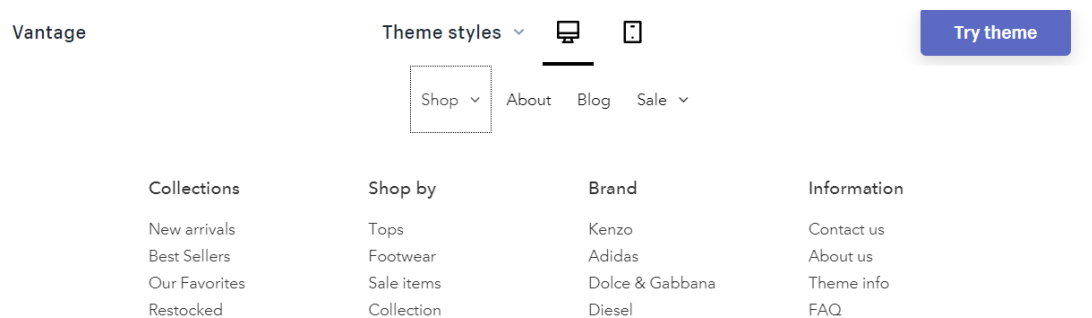 Vantage
Theme styles
Try theme
Shop About Blog Sale
Collections Shop by Brand Information
New arrivals Tops Kenzo Contact us
Best Sellers Footwear Adidas About us
Our Favorites Sale items Dolce & Gabbana Theme info
Restocked Collection Diesel FAQ